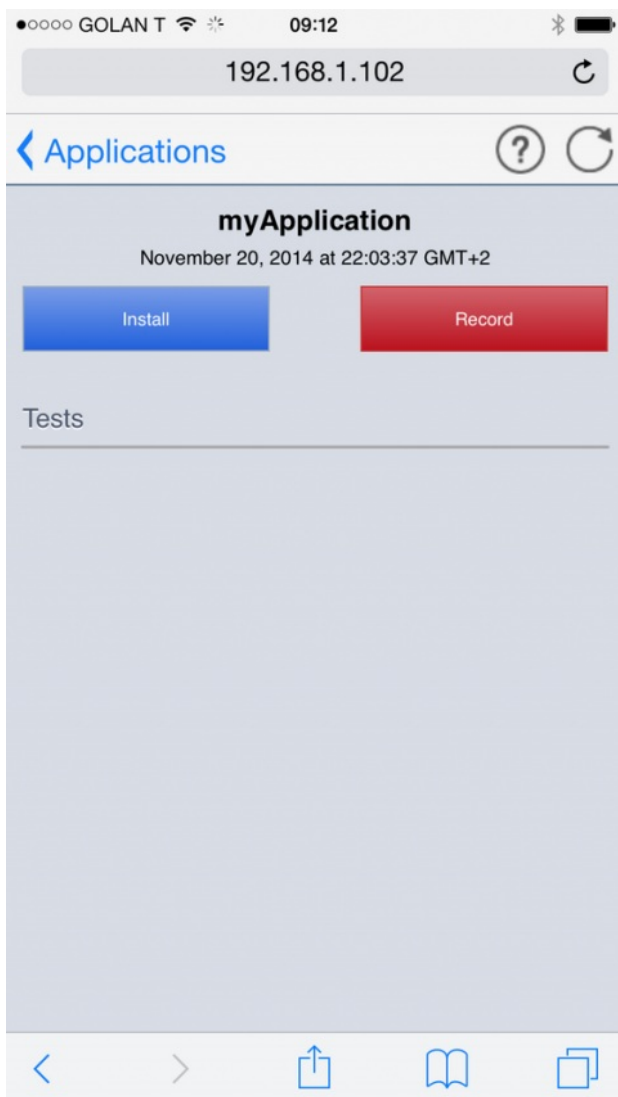 GOLAN T 09:12
192.168.1.102
Applications ?
myApplication
November 20, 2014 at 22:03:37 GMT+2
Install Record
Tests